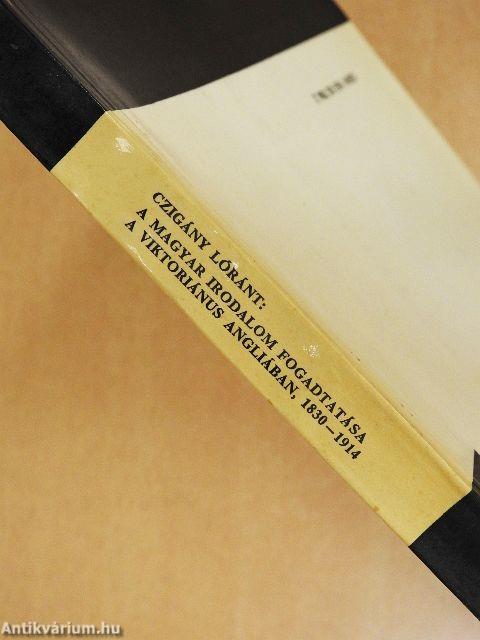 CZIGÁNY LÓRÁNT:
A MAGYAR IRODALOM FOGADTATÁSA
A VIKTORIÁNUS ANGLIÁBAN, 1830—1914
Antikvárium.hu